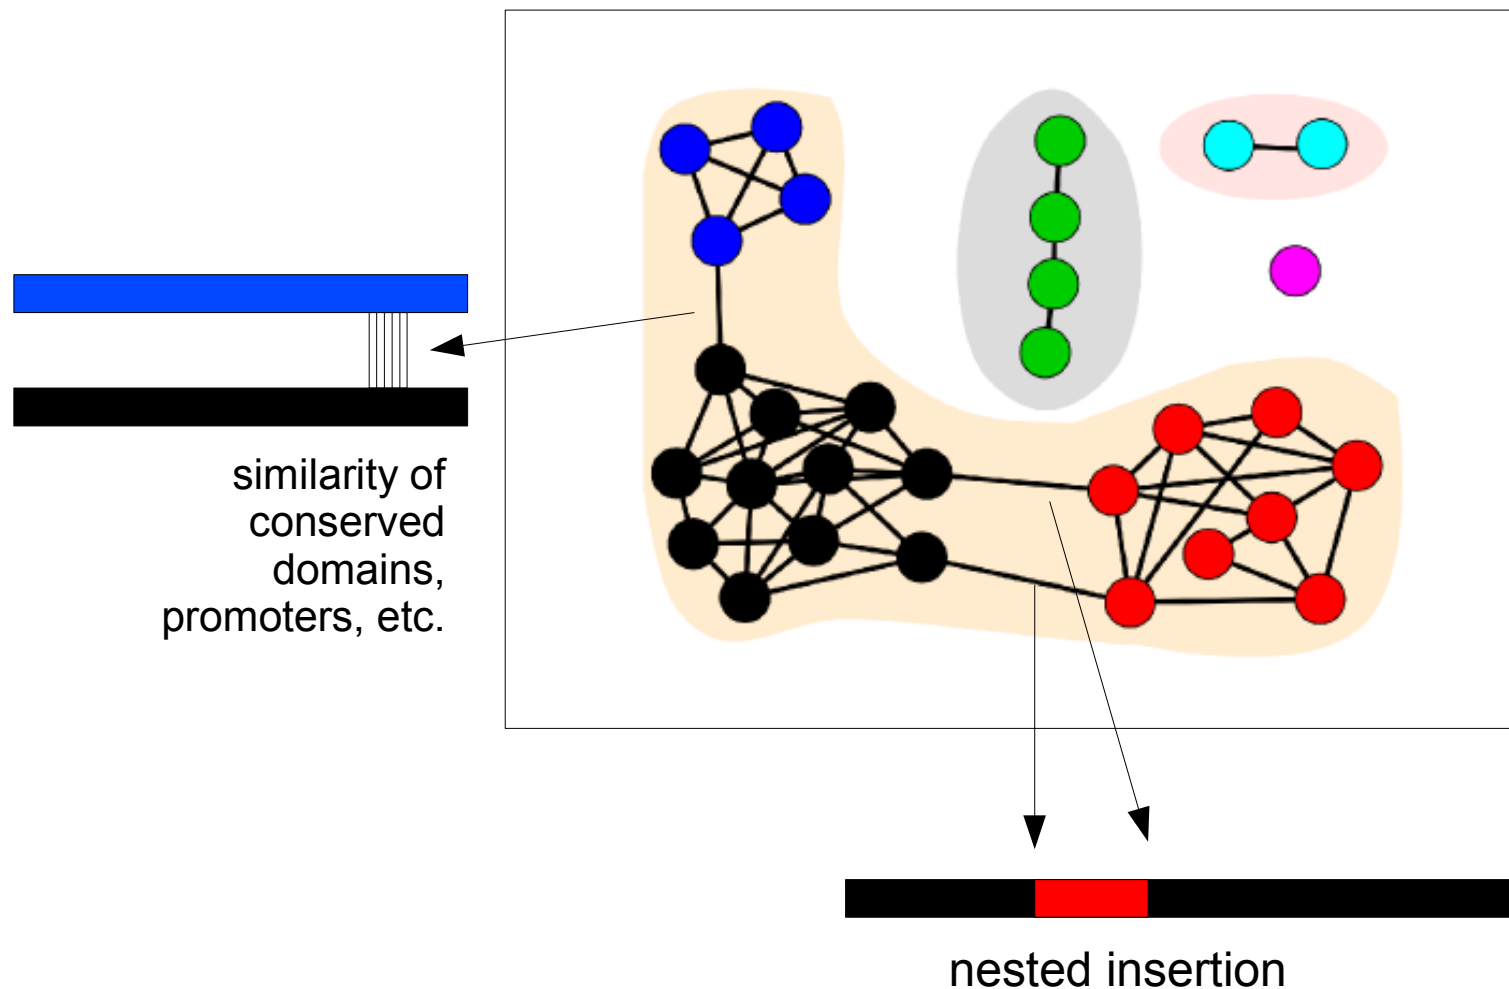 similarity of
conserved
domains,
promoters, etc.
nested insertion